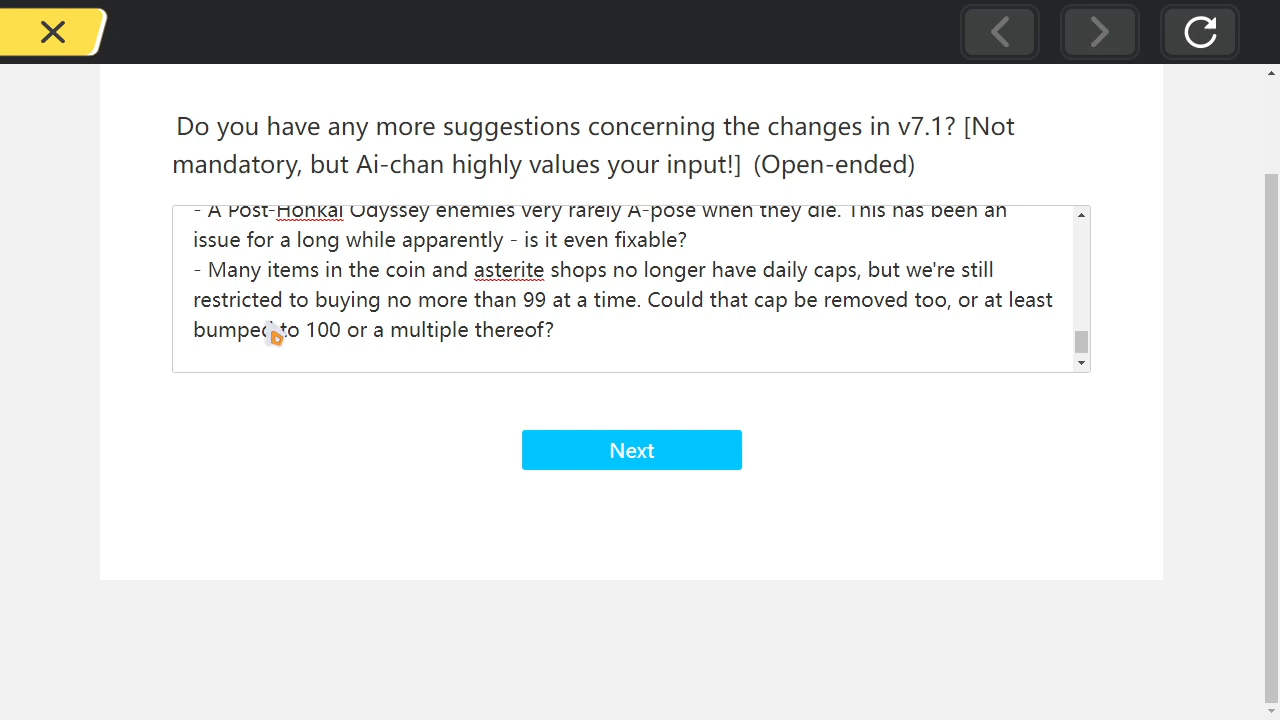 Do you have any more suggestions concerning the changes in v7.1? [Not
mandatory, but Ai-chan highly values your input!] (Open-ended)
- A Post-Honkai Odyssey enemies very rarely A-pose when they die. This has been an
issue for a long while apparently - is it even fixable?
- Many items in the coin and asterite shops no longer have daily caps, but we're still
restricted to buying no more than 99 at a time. Could that cap be removed too, or at least
bumped to 100 or a multiple thereof?
Next